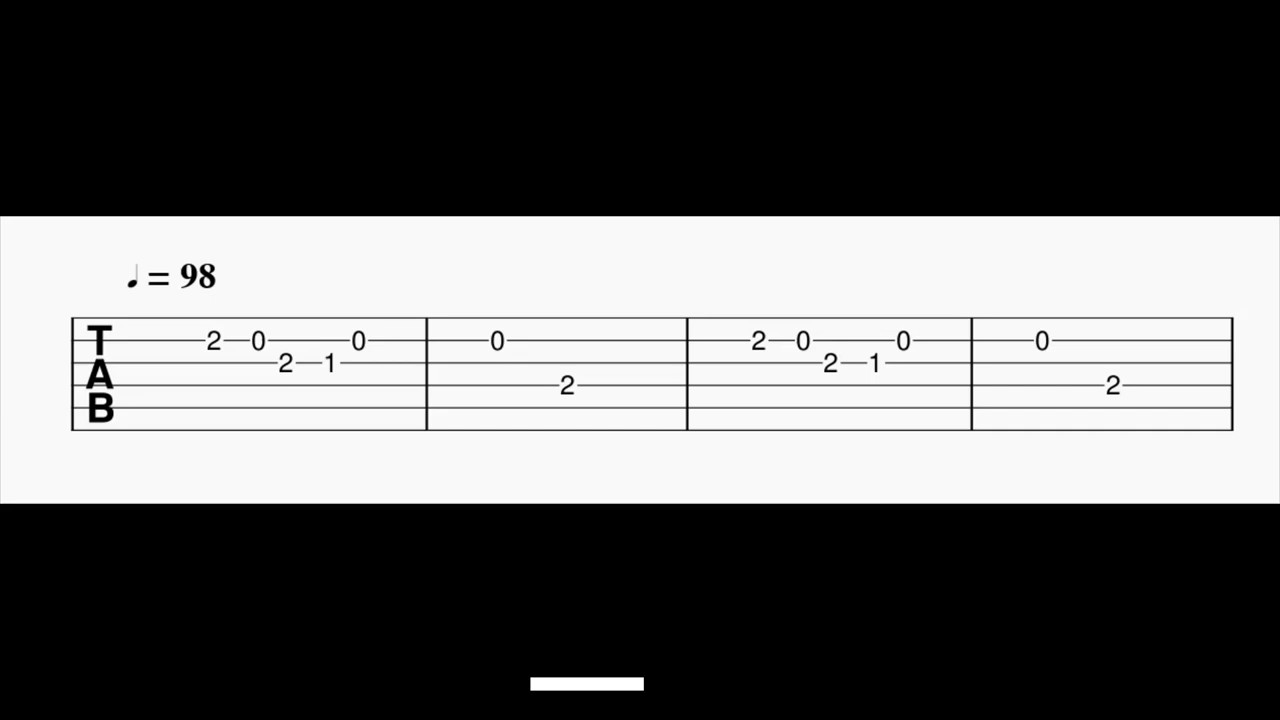 ♩ = 98
T 2 0 0 0 2 0 0 0
A 2 1 2 1
2 2
B